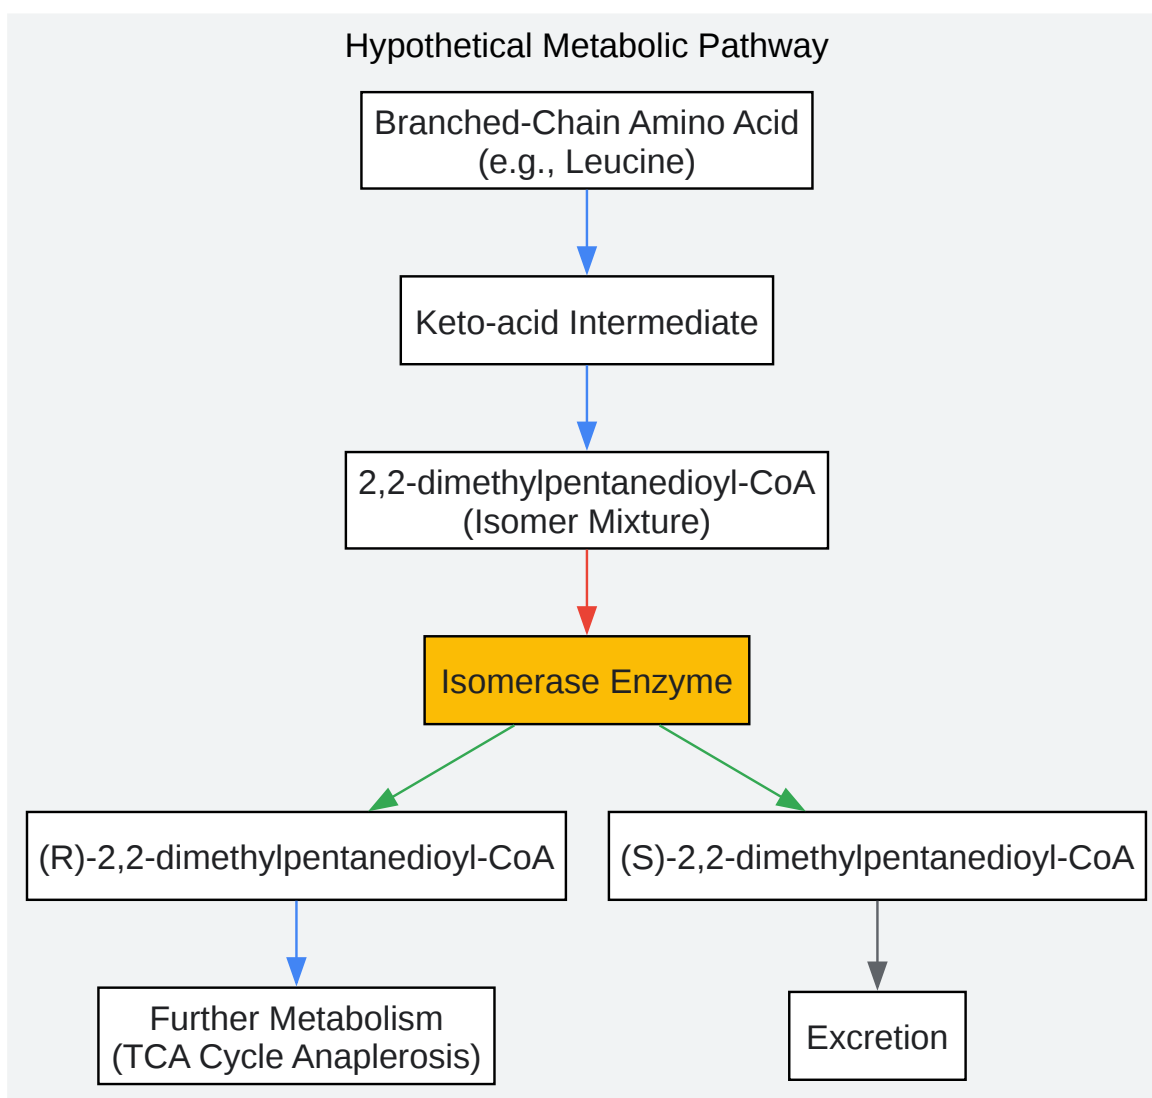 Hypothetical Metabolic Pathway
Branched-Chain Amino Acid
(e.g., Leucine)
Keto-acid Intermediate
2,2-dimethylpentanedioyl-CoA
(Isomer Mixture)
Isomerase Enzyme
(R)-2,2-dimethylpentanedioyl-CoA
(S)-2,2-dimethylpentanedioyl-CoA
Further Metabolism
(TCA Cycle Anaplerosis)
Excretion